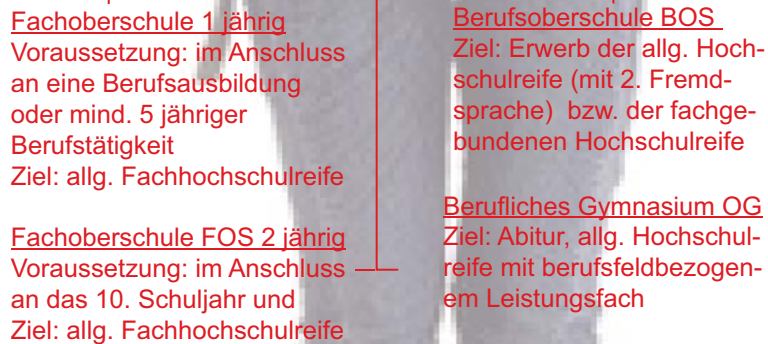 Fachoberschule 1 jährig
Voraussetzung: im Anschluss
an eine Berufsausbildung
oder mind. 5 jähriger
Berufstätigkeit
Ziel: allg. Fachhochschulreife
Fachoberschule FOS 2 jährig
Voraussetzung: im Anschluss
an das 10. Schuljahr und
Ziel: allg. Fachhochschulreife
Berufsoberschule BOS
Ziel: Erwerb der allg. Hoch-
schulreife (mit 2. Fremd-
sprache) bzw. der fachge-
bundenen Hochschulreife
Berufliches Gymnasium OG
Ziel: Abitur, allg. Hochschul-
reife mit berufsfeldbezogen-
em Leistungsfach